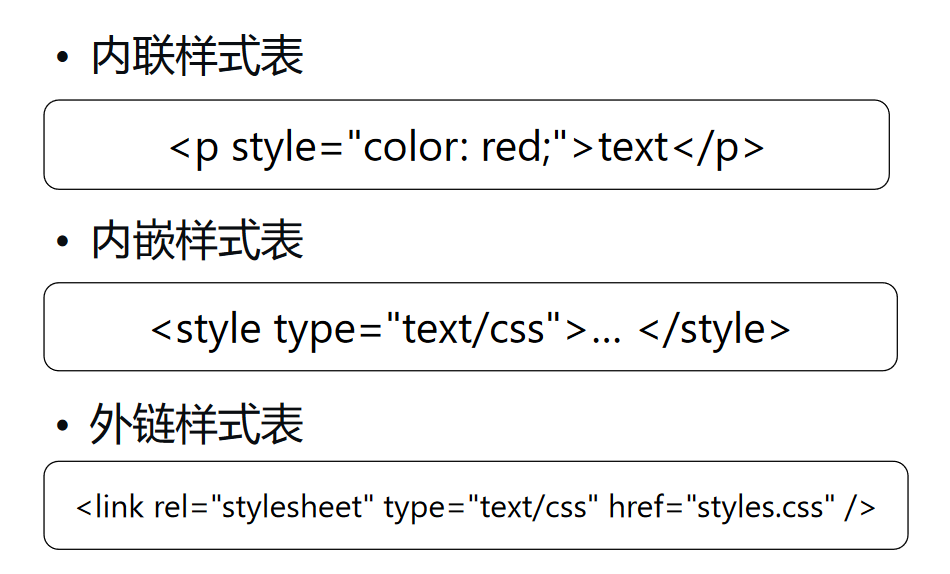 • 内联样式表
<p style="color: red;">text</p>
• 内嵌样式表
<style type="text/css">... </style>
• 外链样式表
<link rel="stylesheet" type="text/css" href="styles.css" />